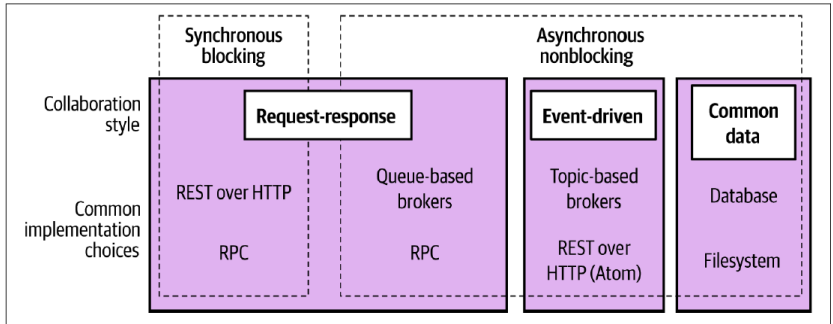 Synchronous
blocking
Asynchronous
nonblocking
Collaboration
style
Request-response
Event-driven
Common
data
Common
implementation
choices
REST over HTTP
Queue-based
brokers
Topic-based
brokers
Database
RPC
RPC
REST over
HTTP (Atom)
Filesystem